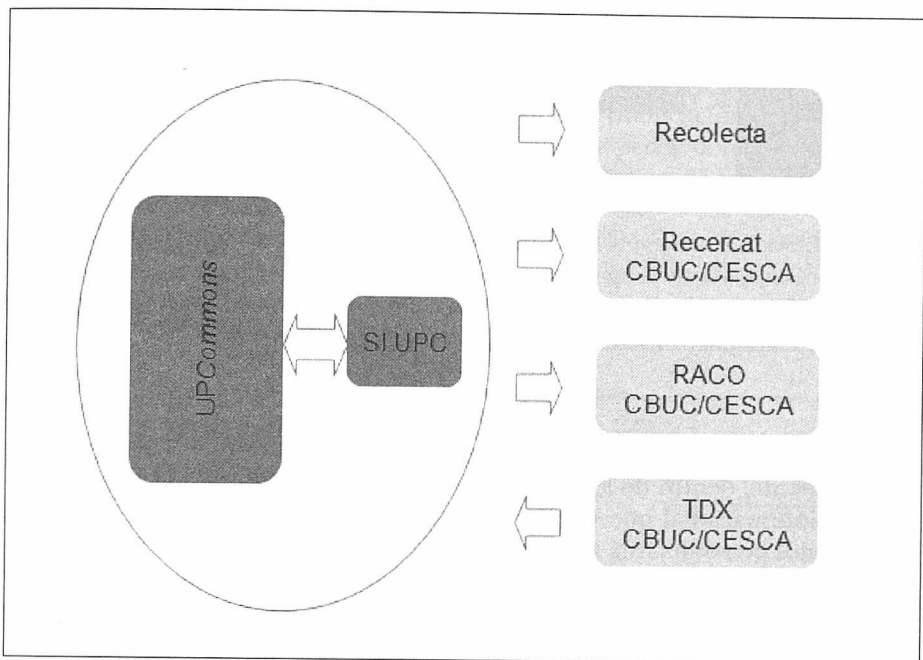 UPCommons
SI UPC
Recolecta
Recercat
CBUC/CESCA
RACO
CBUC/CESCA
TDX
CBUC/CESCA